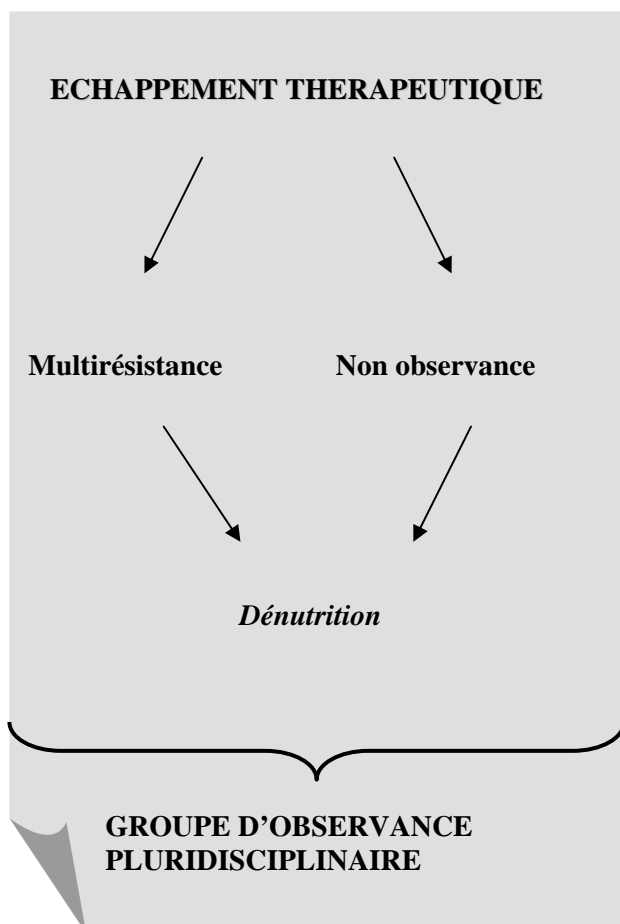 ECHAPPEMENT THERAPEUTIQUE
Multirésistance Non observance
Dénutrition
GROUPE D’OBSERVANCE
PLURIDISCIPLINAIRE